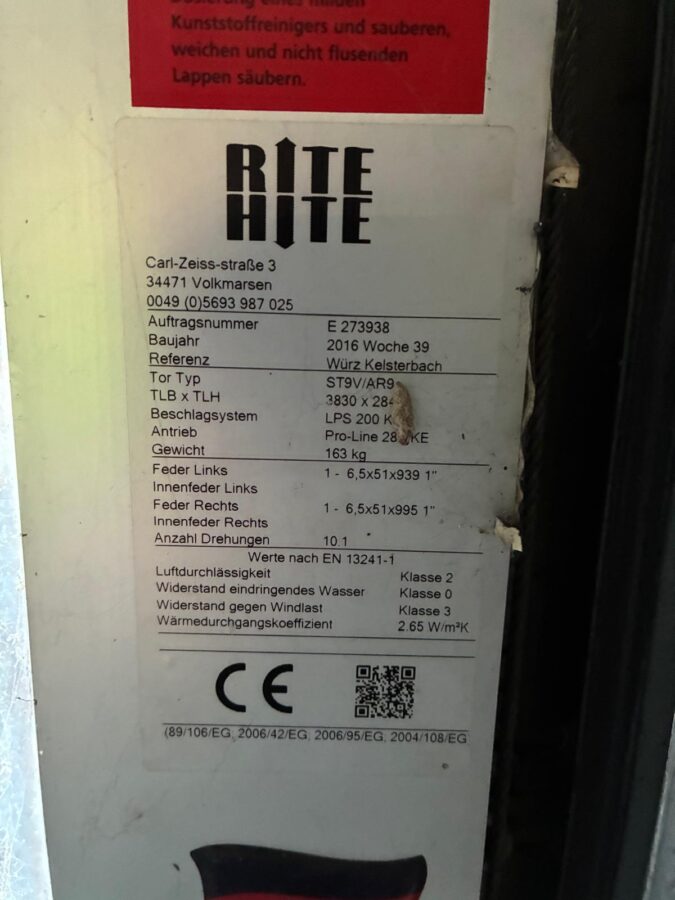 Kunststoffreinigers und sauberen,
weichen und nicht flusenden
Lappen säubern.
RITE
HITE
Carl-Zeiss-straße 3
34471 Volkmarsen
0049 (0)5693 987 025
Auftragsnummer E 273938
Baujahr 2016 Woche 39
Referenz Würz Kelsterbach
Tor Typ ST9V/AR9
TLB x TLH 3830 x
Beschlagsystem LPS 200
Antrieb Pro-Line
Gewicht 163 kg
Feder Links 1 - 6,5x51x939 1"
Innenfeder Links
Feder Rechts 1 - 6,5x51x995 1"
Innenfeder Rechts
Anzahl Drehungen 10.1
Werte nach EN 13241-1
Luftdurchlässigkeit Klasse 2
Widerstand eindringendes Wasser Klasse 0
Widerstand gegen Windlast Klasse 3
Wärmedurchgangskoeffizient 2.65 W/m²K
CE
(89/106/EG, 2006/42/EG, 2006/95/EG, 2004/108/EG